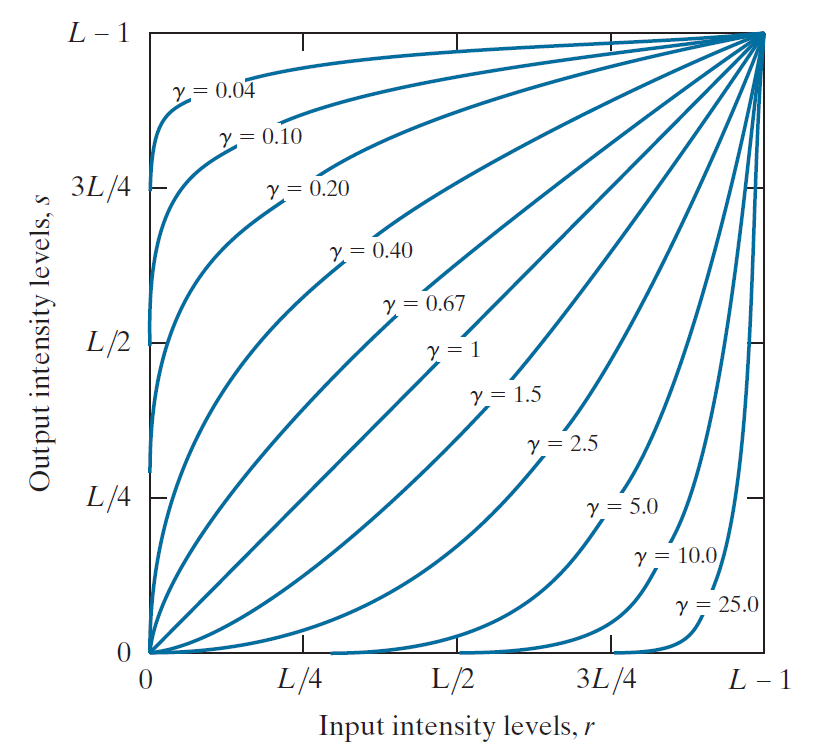 L – 1
γ = 0.04
γ = 0.10
3L/4
γ = 0.20
γ = 0.40
γ = 0.67
L/2
γ = 1
γ = 1.5
γ = 2.5
L/4
γ = 5.0
γ = 10.0
γ = 25.0
0
0
L/4
L/2
3L/4
L – 1
Input intensity levels, r
Output intensity levels, s